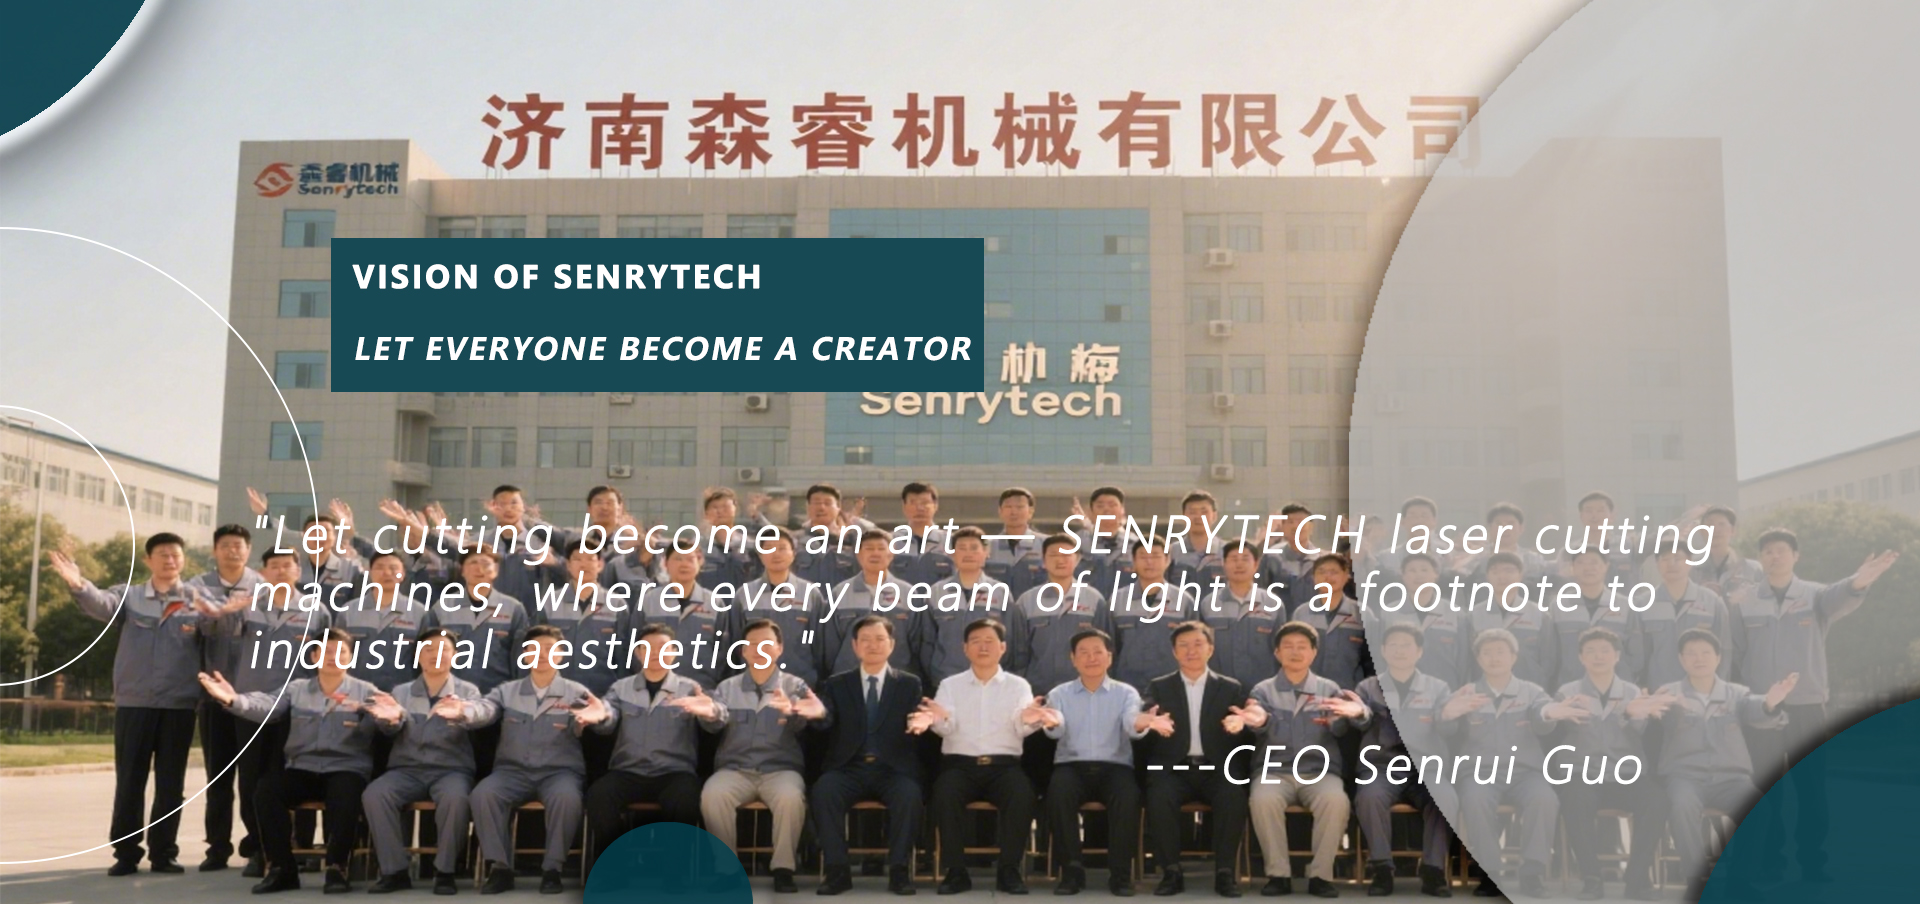 济南森睿机械有限公司
森睿机械
Senrytech
VISION OF SENRYTECH
LET EVERYONE BECOME A CREATOR
机梅
Senrytech
"Let cutting become an art — SENRYTECH laser cutting
machines, where every beam of light is a footnote to
industrial aesthetics."
---CEO Senrui Guo